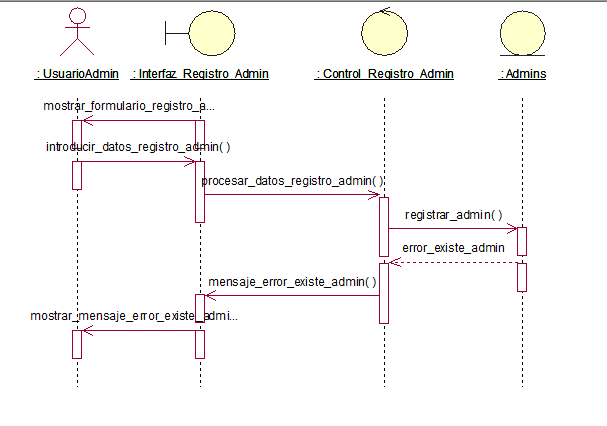 : UsuarioAdmin
: Interfaz_Registro_Admin
: Control_Registro_Admin
: Admins
mostrar_formulario_registro_a...
introducir_datos_registro_admin( )
procesar_datos_registro_admin( )
registrar_admin( )
error_existe_admin
mensaje_error_existe_admin( )
mostrar_mensaje_error_existe_admi...